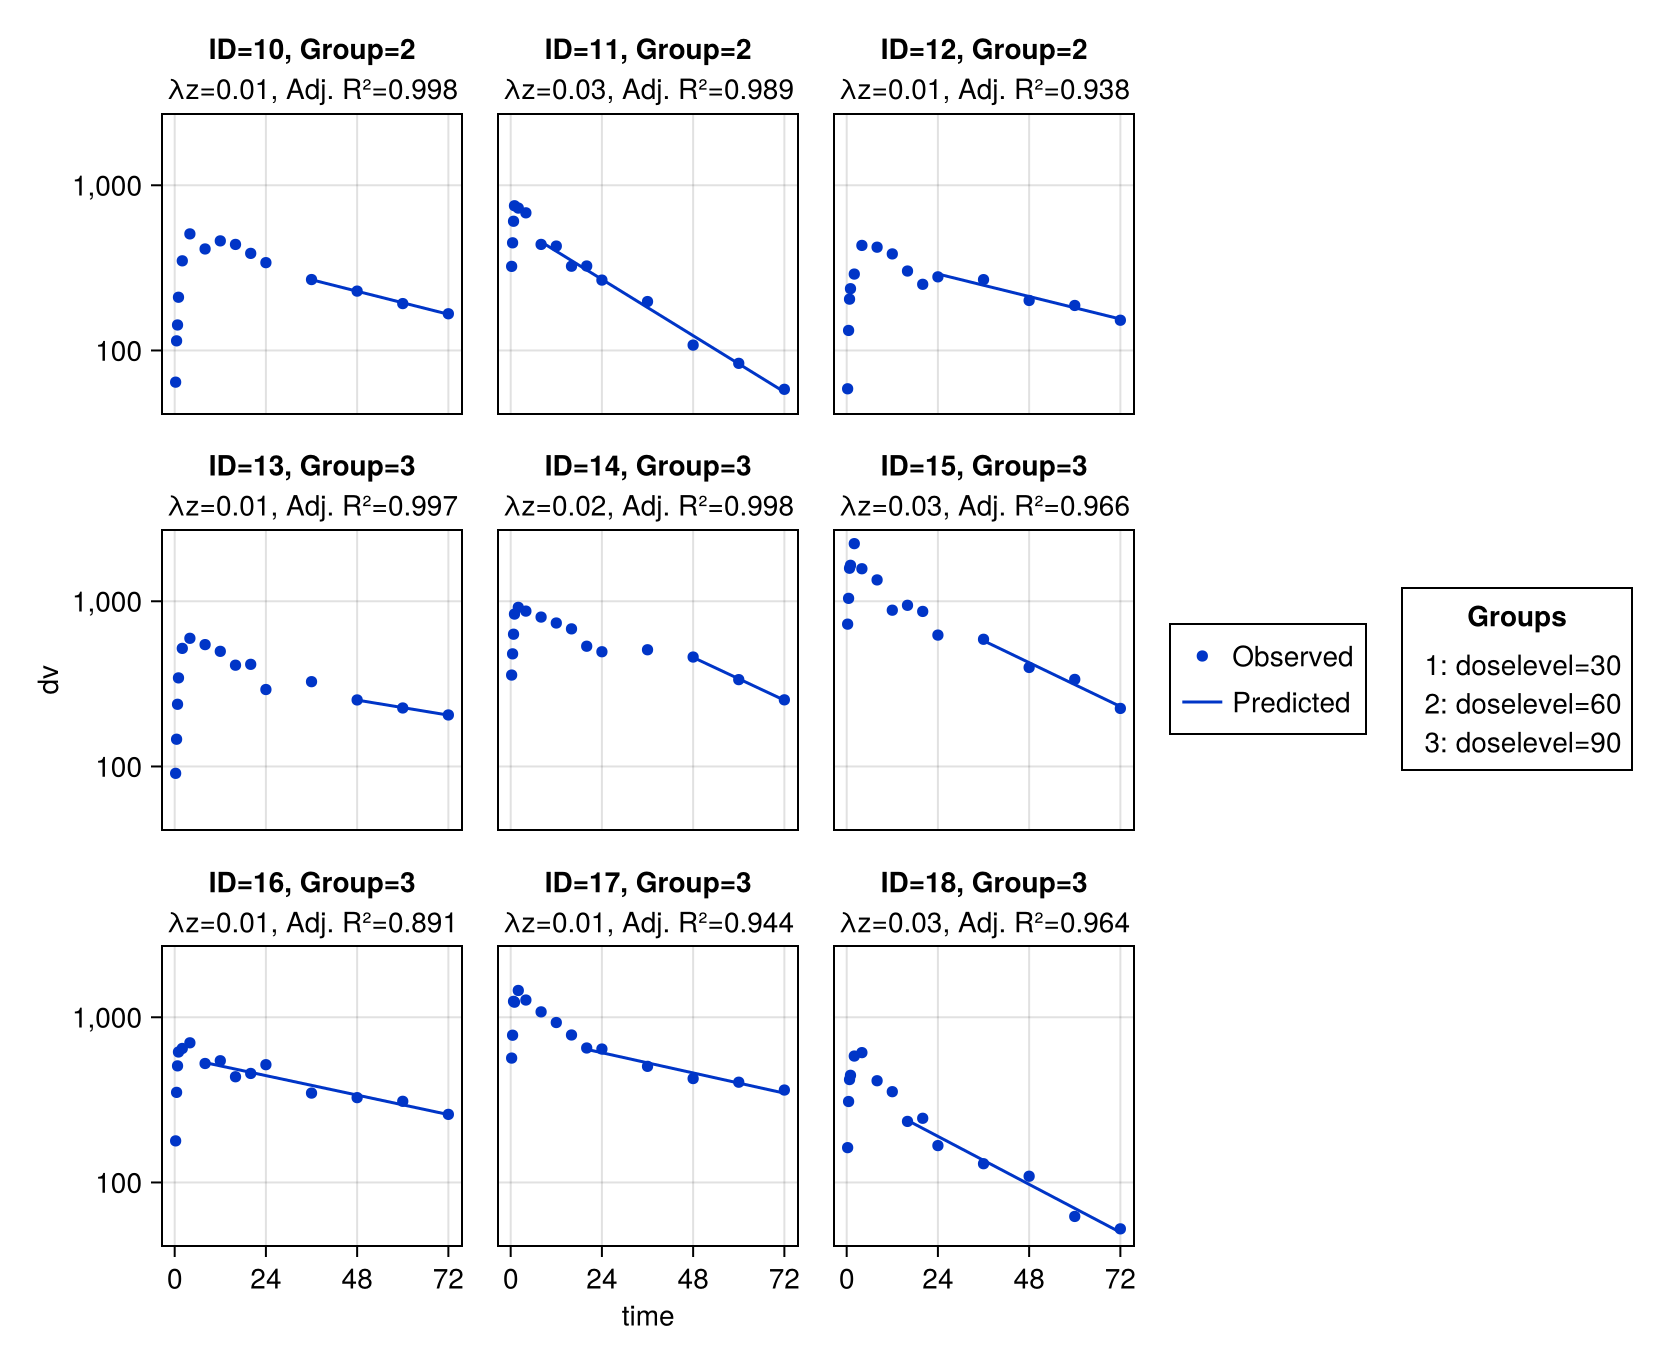 ID=10, Group=2
λz=0.01, Adj. R²=0.998
ID=11, Group=2
λz=0.03, Adj. R²=0.989
ID=12, Group=2
λz=0.01, Adj. R²=0.938
1,000
100
ID=13, Group=3
λz=0.01, Adj. R²=0.997
ID=14, Group=3
λz=0.02, Adj. R²=0.998
ID=15, Group=3
λz=0.03, Adj. R²=0.966
1,000
100
dv
Observed
Predicted
Groups
1: doselevel=30
2: doselevel=60
3: doselevel=90
ID=16, Group=3
λz=0.01, Adj. R²=0.891
ID=17, Group=3
λz=0.01, Adj. R²=0.944
ID=18, Group=3
λz=0.03, Adj. R²=0.964
1,000
100
0 24 48 72
0 24 48 72
0 24 48 72
time